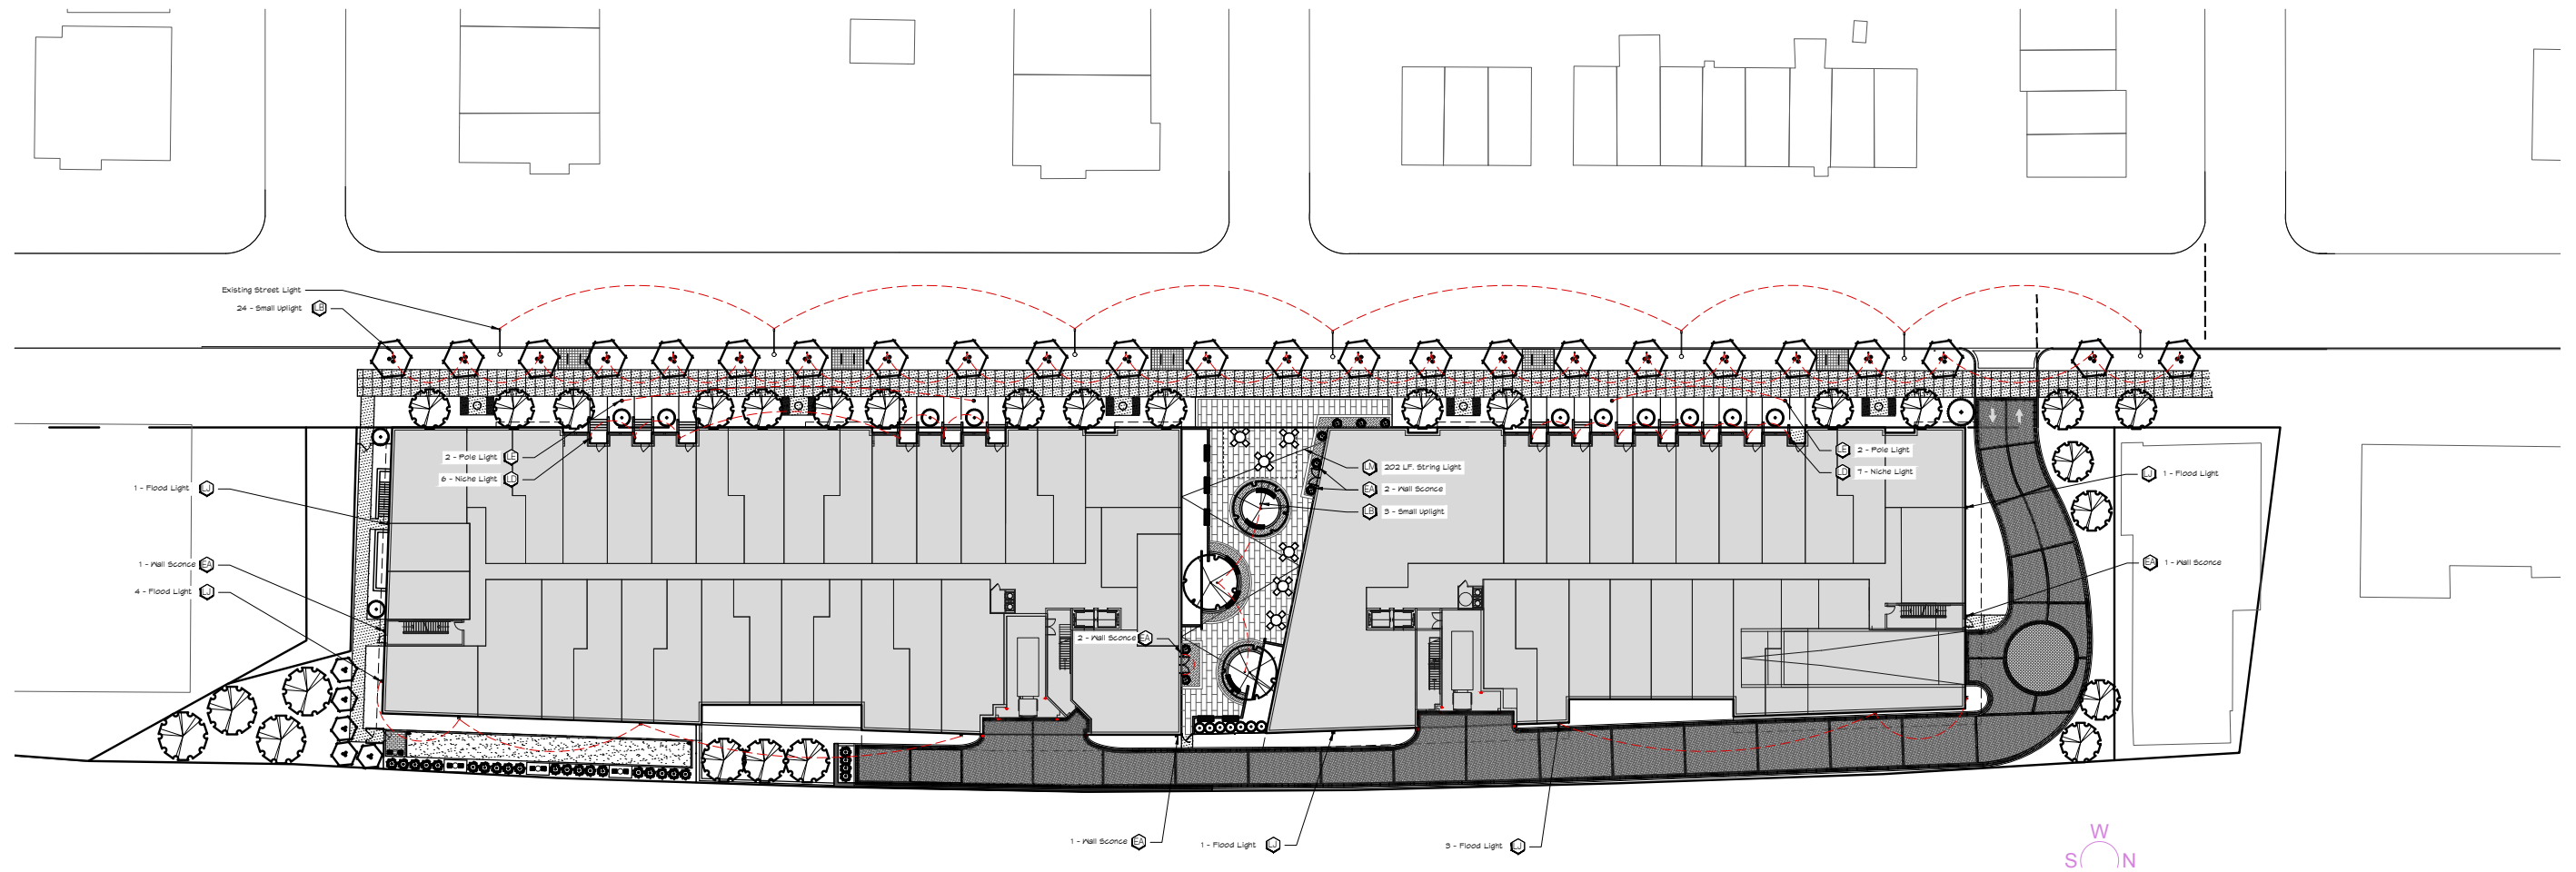 Existing Street Light
24 - Small Uplight LB
2 - Pole Light LE
6 - Niche Light LD
1 - Flood Light LJ
1 - Wall Sconce EA
4 - Flood Light LJ
LM 202 LF. String Light
EA 2 - Wall Sconce
LB 3 - Small Uplight
2 - Wall Sconce EA
LE 2 - Pole Light
LD 7 - Niche Light
LJ 1 - Flood Light
EA 1 - Wall Sconce
1 - Wall Sconce EA
1 - Flood Light LJ
3 - Flood Light LJ
W
S N